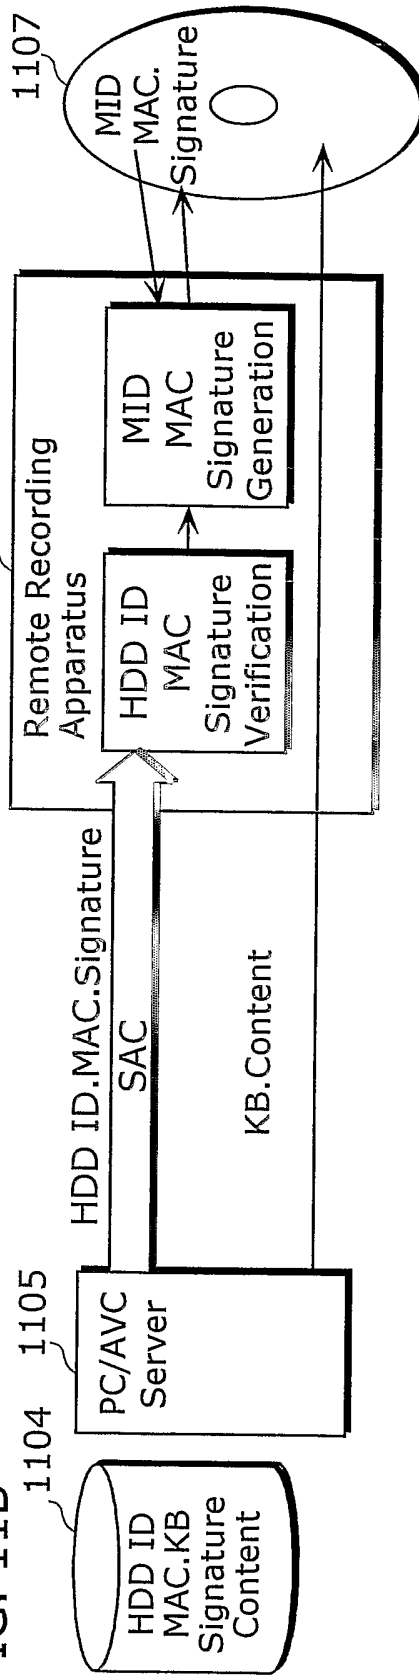 1104
1105
1107
HDD ID
MAC.KB
Signature
Content
PC/AVC
Server
HDD ID.MAC.Signature
SAC
KB.Content
Remote Recording
Apparatus
HDD ID
MAC
Signature
Verification
MID
MAC
Signature
Generation
MID
MAC.
Signature